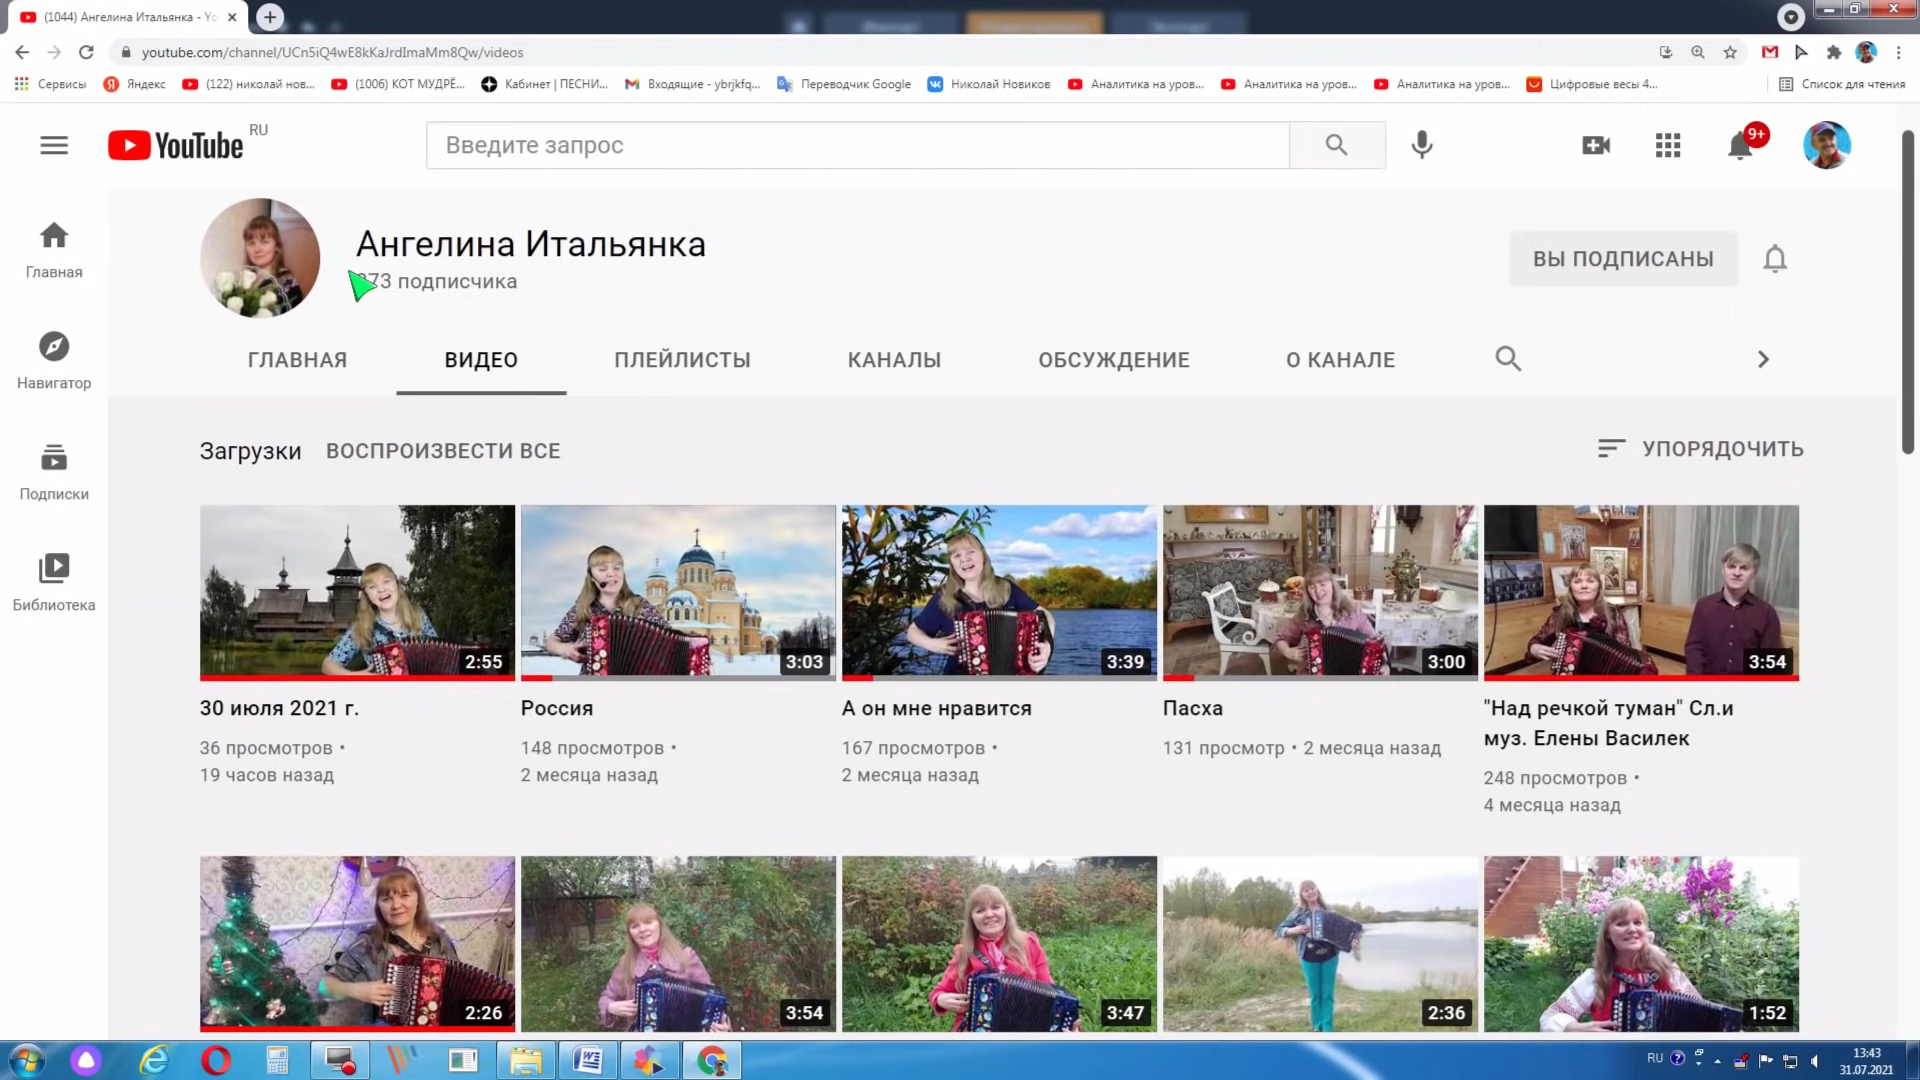 (1044) Ангелина Итальянка - Yo
youtube.com/channel/UCn5iQ4wE8kKaJrdImaMm8Qw/videos
Сервисы
Яндекс
(122) николай нов...
(1006) КОТ МУДРЁ...
Кабинет | ПЕСНИ...
Входящие - ybrjkfq...
Переводчик Google
Николай Новиков
Аналитика на уров...
Аналитика на уров...
Аналитика на уров...
Цифровые весы 4...
Список для чтения
YouTube RU
Введите запрос
9+
Главная
Навигатор
Подписки
Библиотека
Ангелина Итальянка
73 подписчика
ВЫ ПОДПИСАНЫ
ГЛАВНАЯ
ВИДЕО
ПЛЕЙЛИСТЫ
КАНАЛЫ
ОБСУЖДЕНИЕ
О КАНАЛЕ
Загрузки
ВОСПРОИЗВЕСТИ ВСЕ
УПОРЯДОЧИТЬ
2:55
30 июля 2021 г.
36 просмотров •
19 часов назад
3:03
Россия
148 просмотров •
2 месяца назад
3:39
А он мне нравится
167 просмотров •
2 месяца назад
3:00
Пасха
131 просмотр • 2 месяца назад
3:54
"Над речкой туман" Сл.и
муз. Елены Василек
248 просмотров •
4 месяца назад
2:26
3:54
3:47
2:36
1:52
RU
13:43
31.07.2021